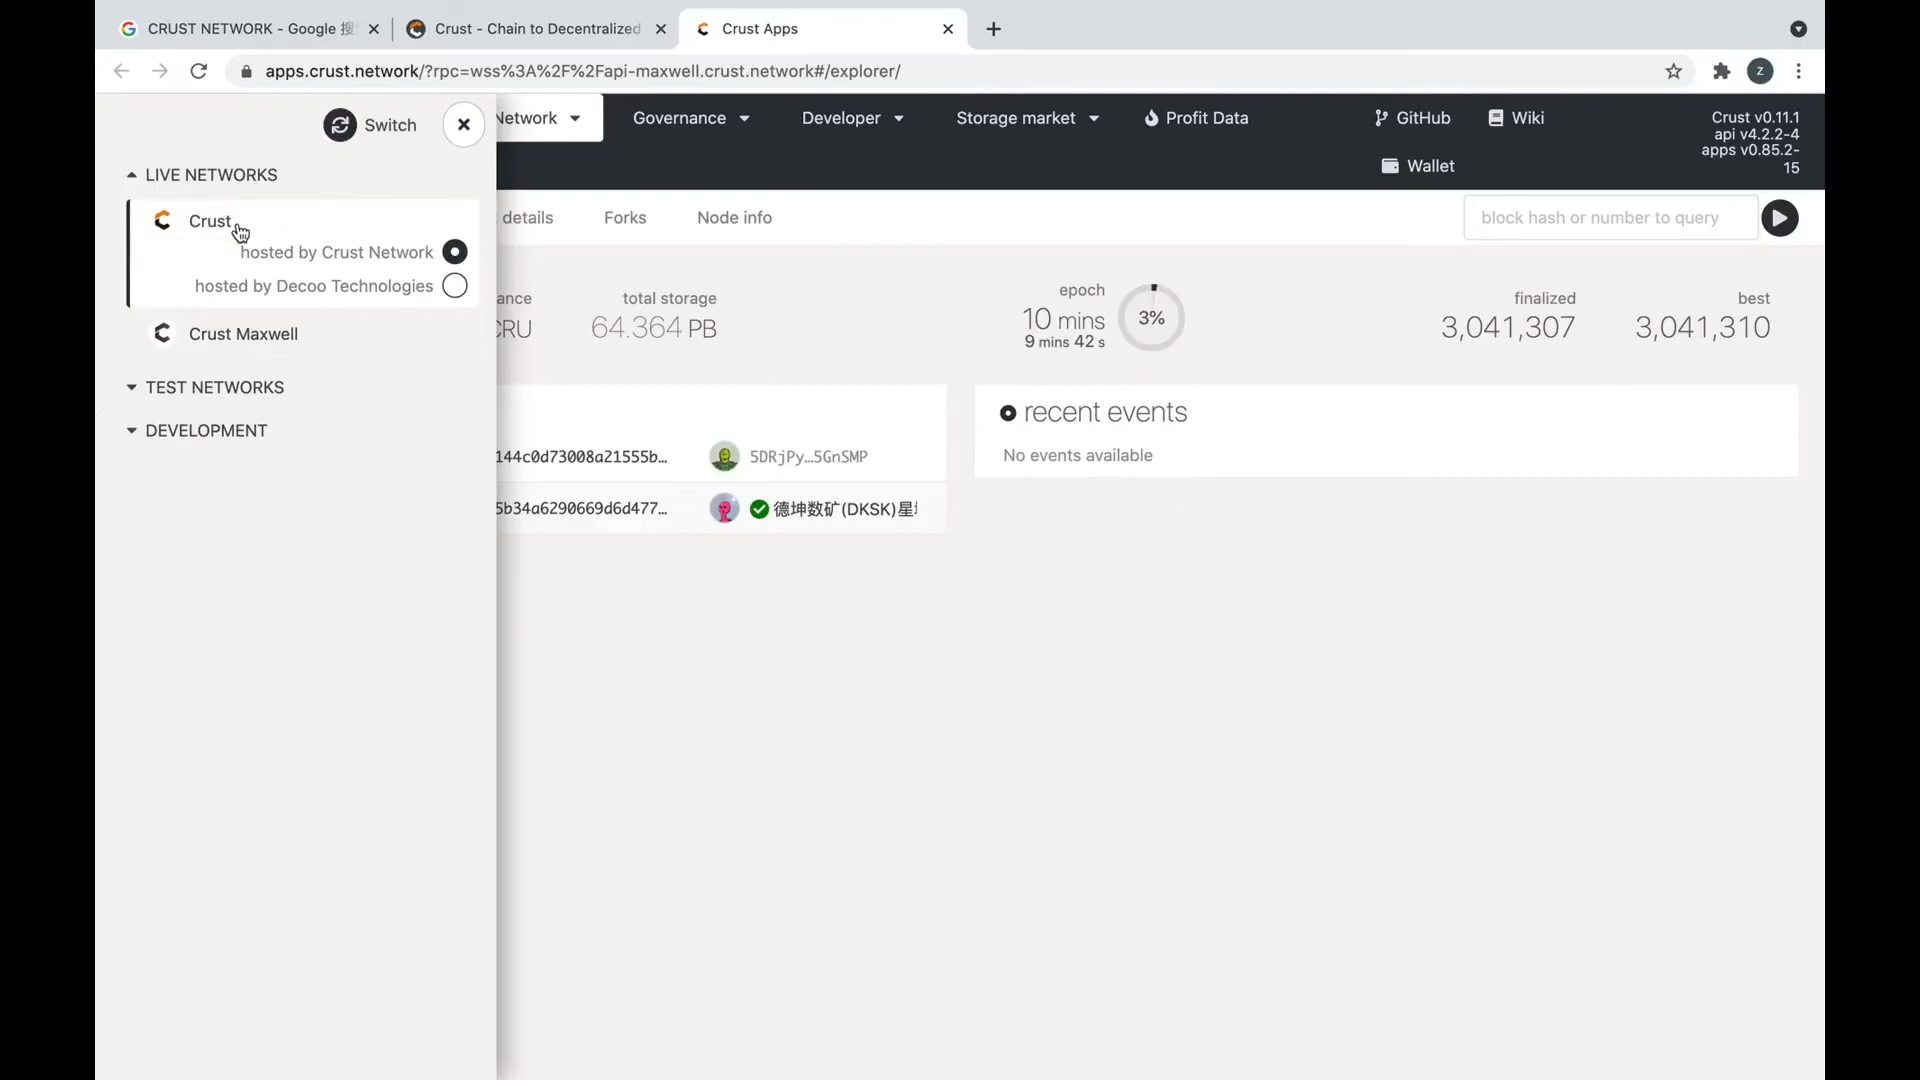 CRUST NETWORK - Google 搜
Crust - Chain to Decentralized
Crust Apps
apps.crust.network/?rpc=wss%3A%2F%2Fapi-maxwell.crust.network#/explorer/
Z
Switch
Network
Governance
Developer
Storage market
Profit Data
GitHub
Wiki
Wallet
Crust v0.11.1
api v4.2.2-4
apps v0.85.2-
15
LIVE NETWORKS
Crust
hosted by Crust Network
hosted by Decoo Technologies
Crust Maxwell
TEST NETWORKS
DEVELOPMENT
details
Forks
Node info
block hash or number to query
ance
CRU
total storage
64.364 PB
epoch
10 mins
9 mins 42 s
3%
finalized
3,041,307
best
3,041,310
144c0d73008a21555b...
5DRjPy...5GnSMP
5b34a6290669d6d477...
德坤数矿(DKSK)星
recent events
No events available